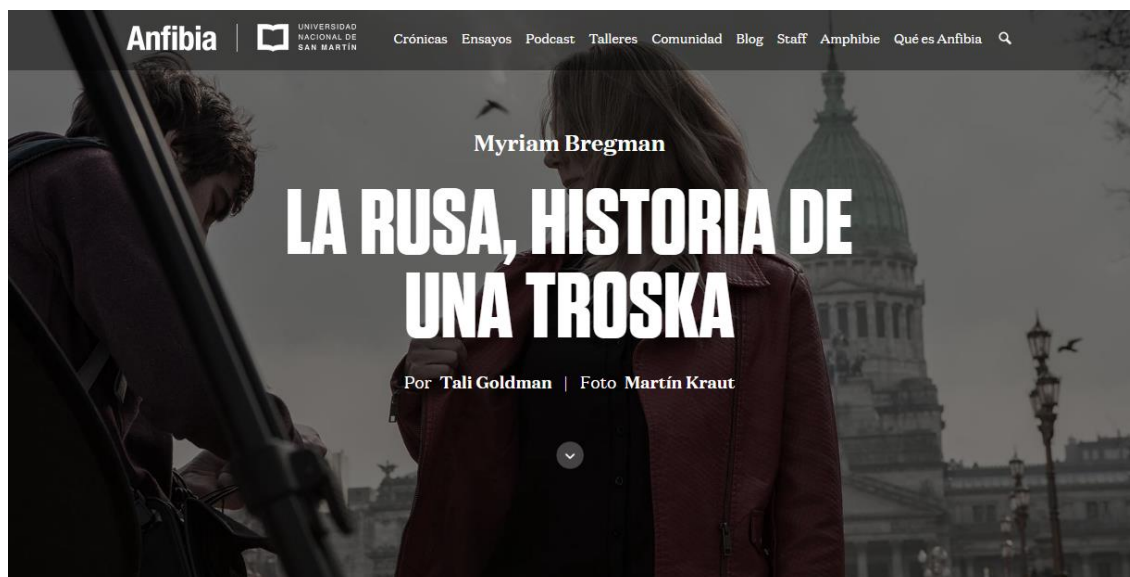 Anfibia
UNIVERSIDAD
NACIONAL DE
SAN MARTÍN
Crónicas Ensayos Podcast Talleres Comunidad Blog Staff Amphibie Qué es Anfibia
Myriam Bregman
LA RUSA, HISTORIA DE
UNA TROSKA
Por Tali Goldman | Foto Martín Kraut